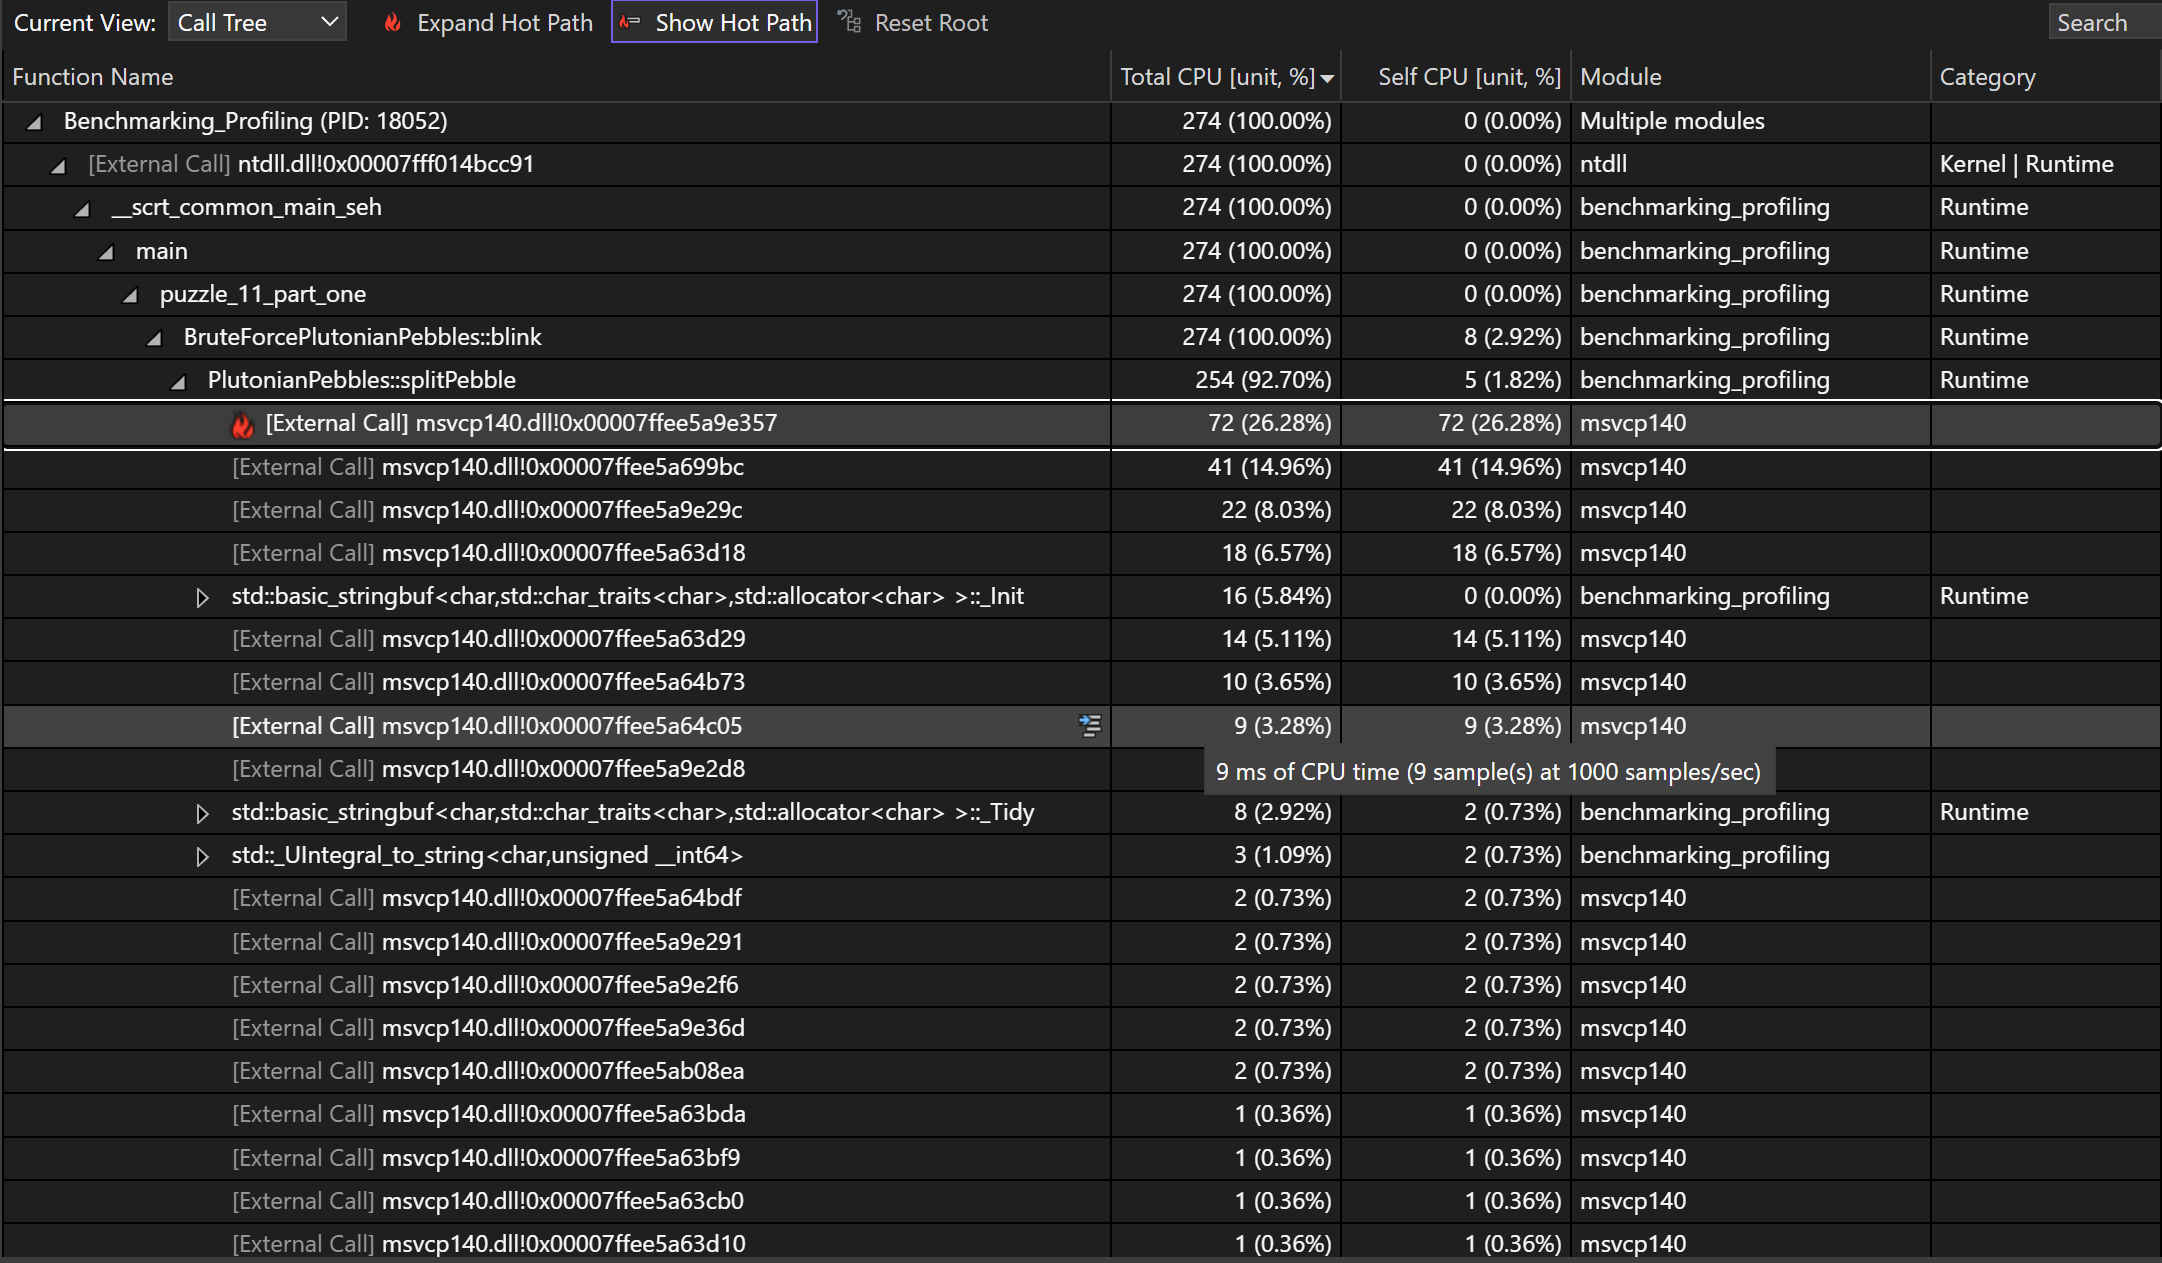 Current View: Call Tree Expand Hot Path Show Hot Path Reset Root Search
Function Name Total CPU [unit, %] Self CPU [unit, %] Module Category
Benchmarking_Profiling (PID: 18052) 274 (100.00%) 0 (0.00%) Multiple modules
[External Call] ntdll.dll!0x00007fff014bcc91 274 (100.00%) 0 (0.00%) ntdll Kernel | Runtime
__scrt_common_main_seh 274 (100.00%) 0 (0.00%) benchmarking_profiling Runtime
main 274 (100.00%) 0 (0.00%) benchmarking_profiling Runtime
puzzle_11_part_one 274 (100.00%) 0 (0.00%) benchmarking_profiling Runtime
BruteForcePlutonianPebbles::blink 274 (100.00%) 8 (2.92%) benchmarking_profiling Runtime
PlutonianPebbles::splitPebble 254 (92.70%) 5 (1.82%) benchmarking_profiling Runtime
[External Call] msvcp140.dll!0x00007ffee5a9e357 72 (26.28%) 72 (26.28%) msvcp140
[External Call] msvcp140.dll!0x00007ffee5a699bc 41 (14.96%) 41 (14.96%) msvcp140
[External Call] msvcp140.dll!0x00007ffee5a9e29c 22 (8.03%) 22 (8.03%) msvcp140
[External Call] msvcp140.dll!0x00007ffee5a63d18 18 (6.57%) 18 (6.57%) msvcp140
std::basic_stringbuf<char,std::char_traits<char>,std::allocator<char> >::_Init 16 (5.84%) 0 (0.00%) benchmarking_profiling Runtime
[External Call] msvcp140.dll!0x00007ffee5a63d29 14 (5.11%) 14 (5.11%) msvcp140
[External Call] msvcp140.dll!0x00007ffee5a64b73 10 (3.65%) 10 (3.65%) msvcp140
[External Call] msvcp140.dll!0x00007ffee5a64c05 9 (3.28%) 9 (3.28%) msvcp140
[External Call] msvcp140.dll!0x00007ffee5a9e2d8 9 ms of CPU time (9 sample(s) at 1000 samples/sec)
std::basic_stringbuf<char,std::char_traits<char>,std::allocator<char> >::_Tidy 8 (2.92%) 2 (0.73%) benchmarking_profiling Runtime
std::_UIntegral_to_string<char,unsigned __int64> 3 (1.09%) 2 (0.73%) benchmarking_profiling
[External Call] msvcp140.dll!0x00007ffee5a64bdf 2 (0.73%) 2 (0.73%) msvcp140
[External Call] msvcp140.dll!0x00007ffee5a9e291 2 (0.73%) 2 (0.73%) msvcp140
[External Call] msvcp140.dll!0x00007ffee5a9e2f6 2 (0.73%) 2 (0.73%) msvcp140
[External Call] msvcp140.dll!0x00007ffee5a9e36d 2 (0.73%) 2 (0.73%) msvcp140
[External Call] msvcp140.dll!0x00007ffee5ab08ea 2 (0.73%) 2 (0.73%) msvcp140
[External Call] msvcp140.dll!0x00007ffee5a63bda 1 (0.36%) 1 (0.36%) msvcp140
[External Call] msvcp140.dll!0x00007ffee5a63bf9 1 (0.36%) 1 (0.36%) msvcp140
[External Call] msvcp140.dll!0x00007ffee5a63cb0 1 (0.36%) 1 (0.36%) msvcp140
[External Call] msvcp140.dll!0x00007ffee5a63d10 1 (0.36%) 1 (0.36%) msvcp140